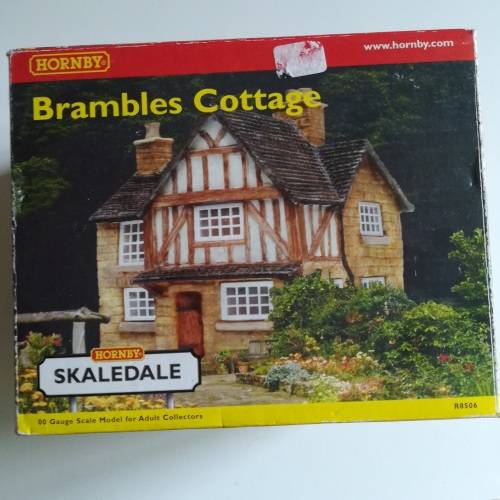 HORNBY
www.hornby.com
Brambles Cottage
HORNBY
SKALEDALE
00 Gauge Scale Model for Adult Collectors
R8506